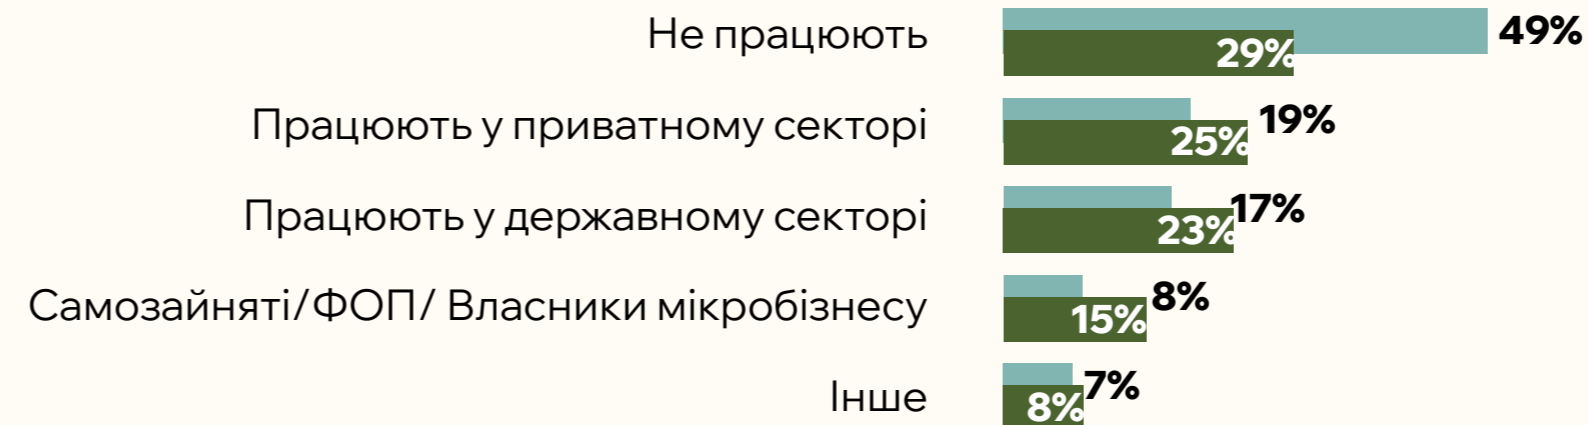 Не працюють 49%
29%
Працюють у приватному секторі 19%
25%
Працюють у державному секторі 17%
23%
Самозайняті/ФОП/ Власники мікробізнесу 8%
15%
Інше 7%
8%